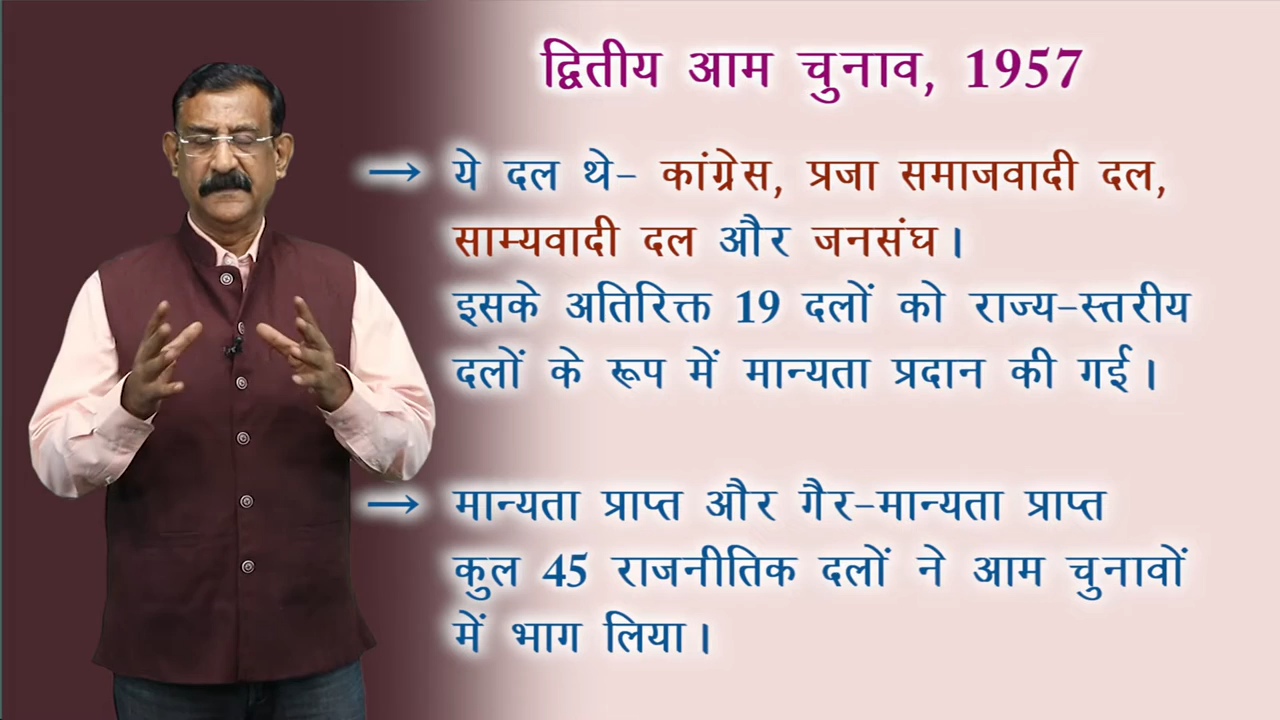 द्वितीय आम चुनाव, 1957
→ ये दल थे- कांग्रेस, प्रजा समाजवादी दल,
साम्यवादी दल और जनसंघ।
इसके अतिरिक्त 19 दलों को राज्य-स्तरीय
दलों के रूप में मान्यता प्रदान की गई।
→ मान्यता प्राप्त और गैर-मान्यता प्राप्त
कुल 45 राजनीतिक दलों ने आम चुनावों
में भाग लिया।